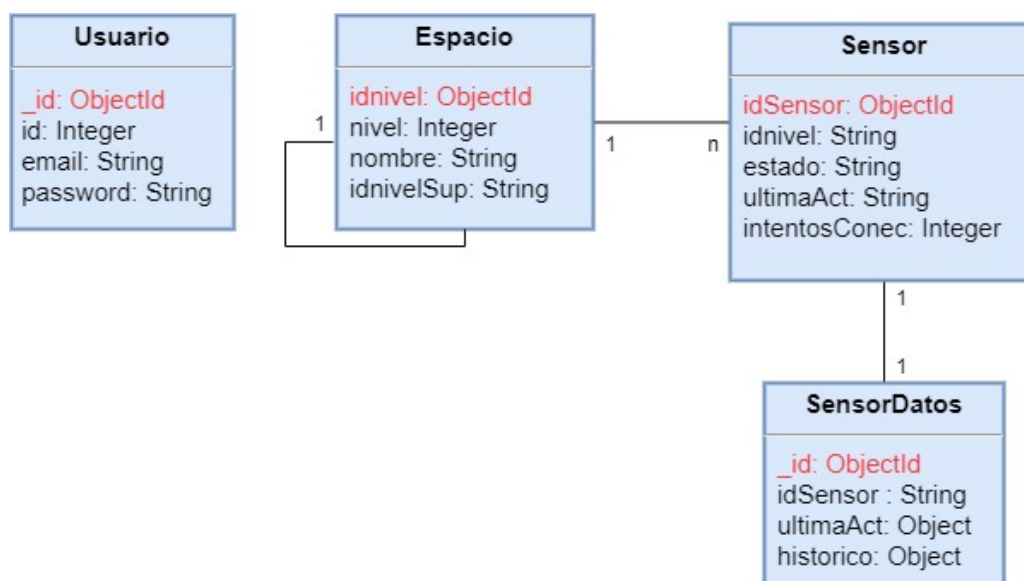 Usuario
_id: ObjectId
id: Integer
email: String
password: String
Espacio
idnivel: ObjectId
nivel: Integer
nombre: String
idnivelSup: String
1
1
n
Sensor
idSensor: ObjectId
idnivel: String
estado: String
ultimaAct: String
intentosConec: Integer
1
1
SensorDatos
_id: ObjectId
idSensor : String
ultimaAct: Object
historico: Object